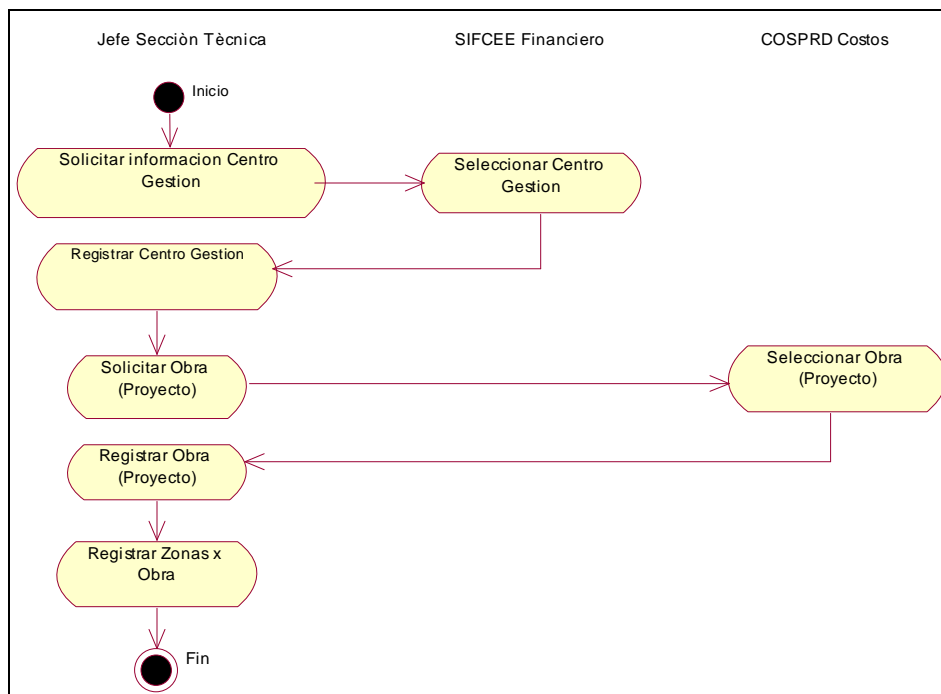 Jefe Secciòn Tècnica
SIFCEE Financiero
COSPRD Costos
Inicio
Solicitar informacion Centro
Gestion
Seleccionar Centro
Gestion
Registrar Centro Gestion
Solicitar Obra
(Proyecto)
Seleccionar Obra
(Proyecto)
Registrar Obra
(Proyecto)
Registrar Zonas x
Obra
Fin